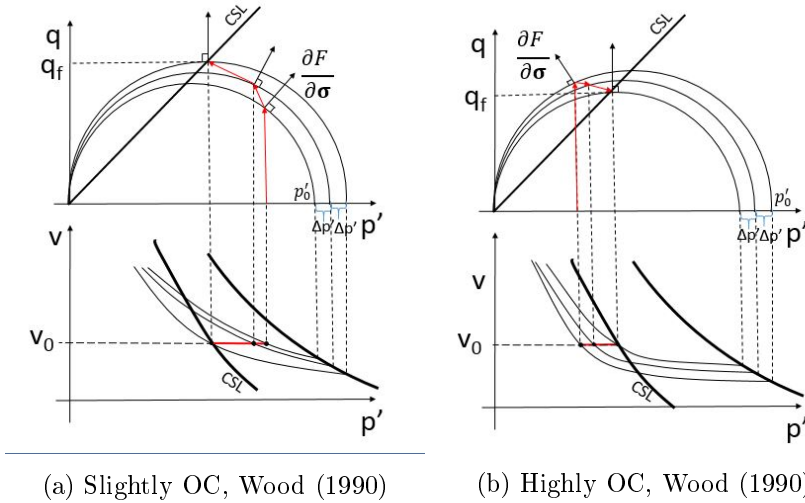 CSL
q
q_f
∂F
∂σ
p'_0
Δp' Δp'
p'
v
v_0
CSL
p'
(a) Slightly OC, Wood (1990)
CSL
q
∂F
∂σ
q_f
p'_0
Δp' Δp'
p'
v
v_0
CSL
p'
(b) Highly OC, Wood (1990)